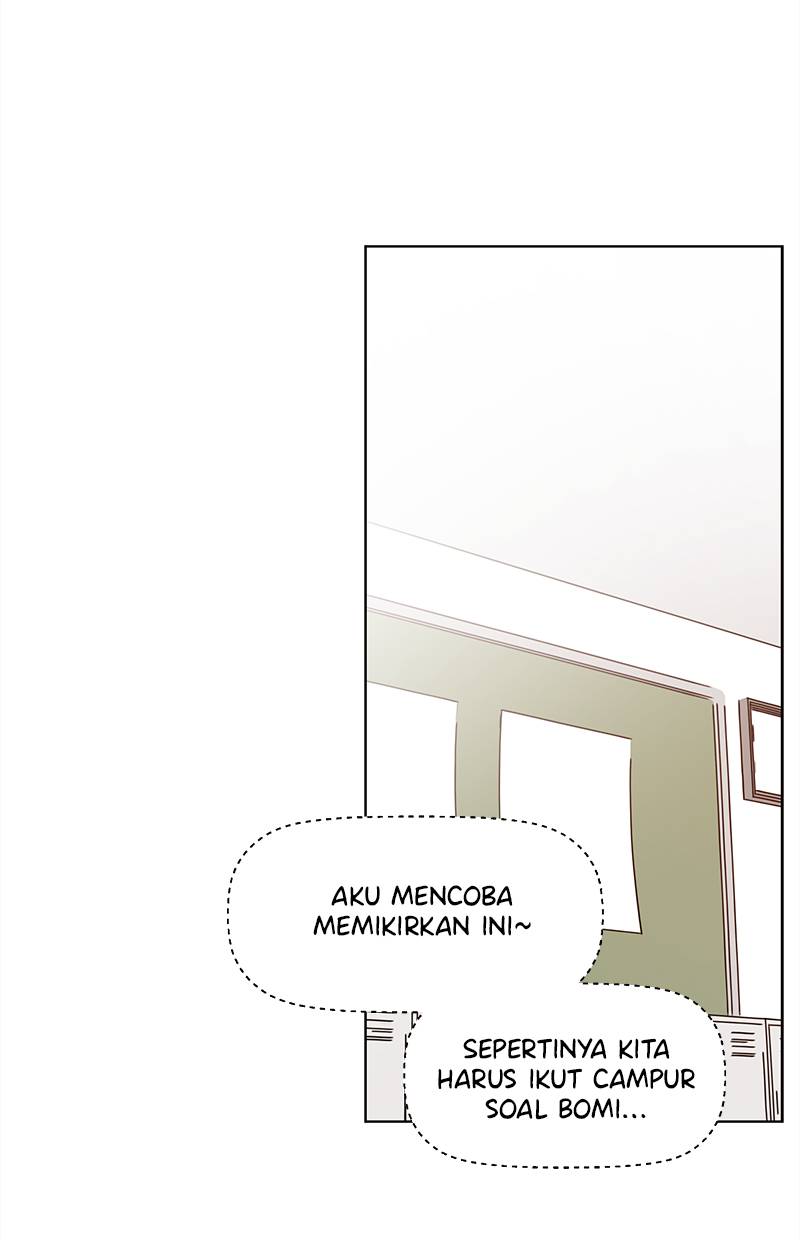 AKU MENCOBA
MEMIKIRKAN INI~
SEPERTINYA KITA
HARUS IKUT CAMPUR
SOAL BOMI...